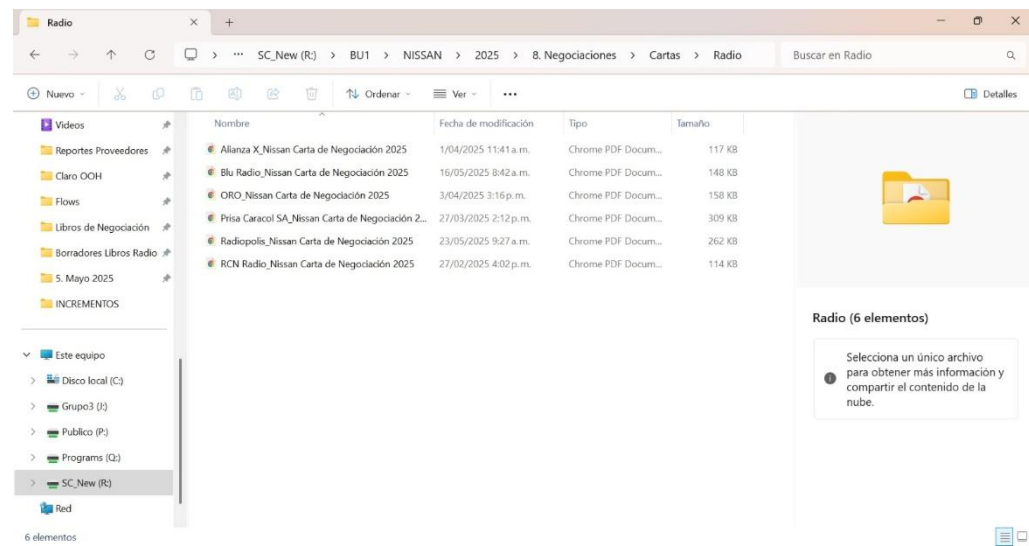 Radio
SC_New (R:) > BU1 > NISSAN > 2025 > 8. Negociaciones > Cartas > Radio
Buscar en Radio
Nuevo
Ordenar
Ver
Detalles
Videos
Reportes Proveedores
Claro OOH
Flows
Libros de Negociación
Borradores Libros Radio
5. Mayo 2025
INCREMENTOS
Este equipo
Disco local (C:)
Grupo3 (J:)
Publico (P:)
Programs (Q:)
SC_New (R:)
Red
6 elementos
Nombre Fecha de modificación Tipo Tamaño
Alianza X_Nissan Carta de Negociación 2025 1/04/2025 11:41 a. m. Chrome PDF Docum... 117 KB
Blu Radio_Nissan Carta de Negociación 2025 16/05/2025 8:42 a. m. Chrome PDF Docum... 148 KB
ORO_Nissan Carta de Negociación 2025 3/04/2025 3:16 p. m. Chrome PDF Docum... 158 KB
Prisa Caracol SA_Nissan Carta de Negociación 2... 27/03/2025 2:12 p. m. Chrome PDF Docum... 309 KB
Radiopolis_Nissan Carta de Negociación 2025 23/05/2025 9:27 a. m. Chrome PDF Docum... 262 KB
RCN Radio_Nissan Carta de Negociación 2025 27/02/2025 4:02 p. m. Chrome PDF Docum... 114 KB
Radio (6 elementos)
Selecciona un único archivo
para obtener más información y
compartir el contenido de la
nube.